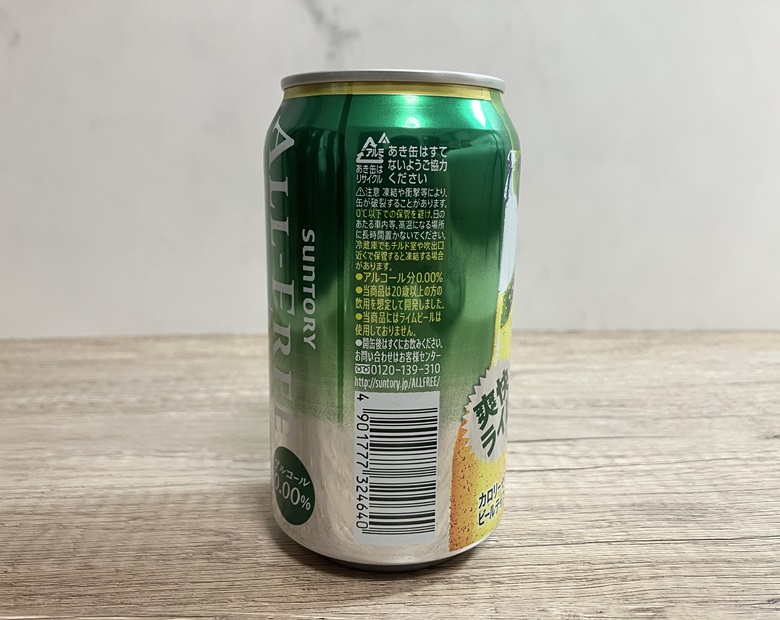 ALL-FREE
SUNTORY
アルミ
あき缶は
リサイクル
あき缶はすて
ないようご協力
ください
⚠注意 凍結や衝撃等により、
缶が破裂することがあります。
0℃以下での保管を避け、日の
あたる車内等、高温になる場所
に長時間置かないでください。
冷蔵庫でもチルド室や吹出口
近くで保管すると凍結する場合
があります。
●アルコール分0.00%
●当商品は20歳以上の方の
飲用を想定して開発しました。
●当商品にはライムピールは
使用しておりません。
●開缶後はすぐにお飲みください。
お問い合わせはお客様センター
0120-139-310
http://suntory.jp/ALLFREE/
4 901777 324640
アルコール
0.00%
爽快
ライ
カロリー
ビールテ